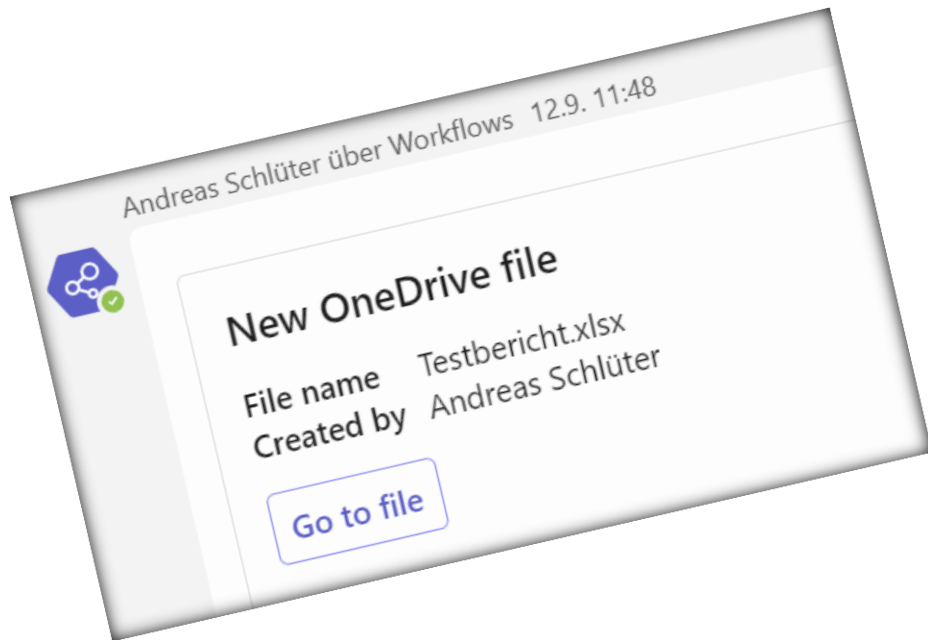 Andreas Schlüter über Workflows 12.9. 11:48
New OneDrive file
File name Testbericht.xlsx
Created by Andreas Schlüter
Go to file